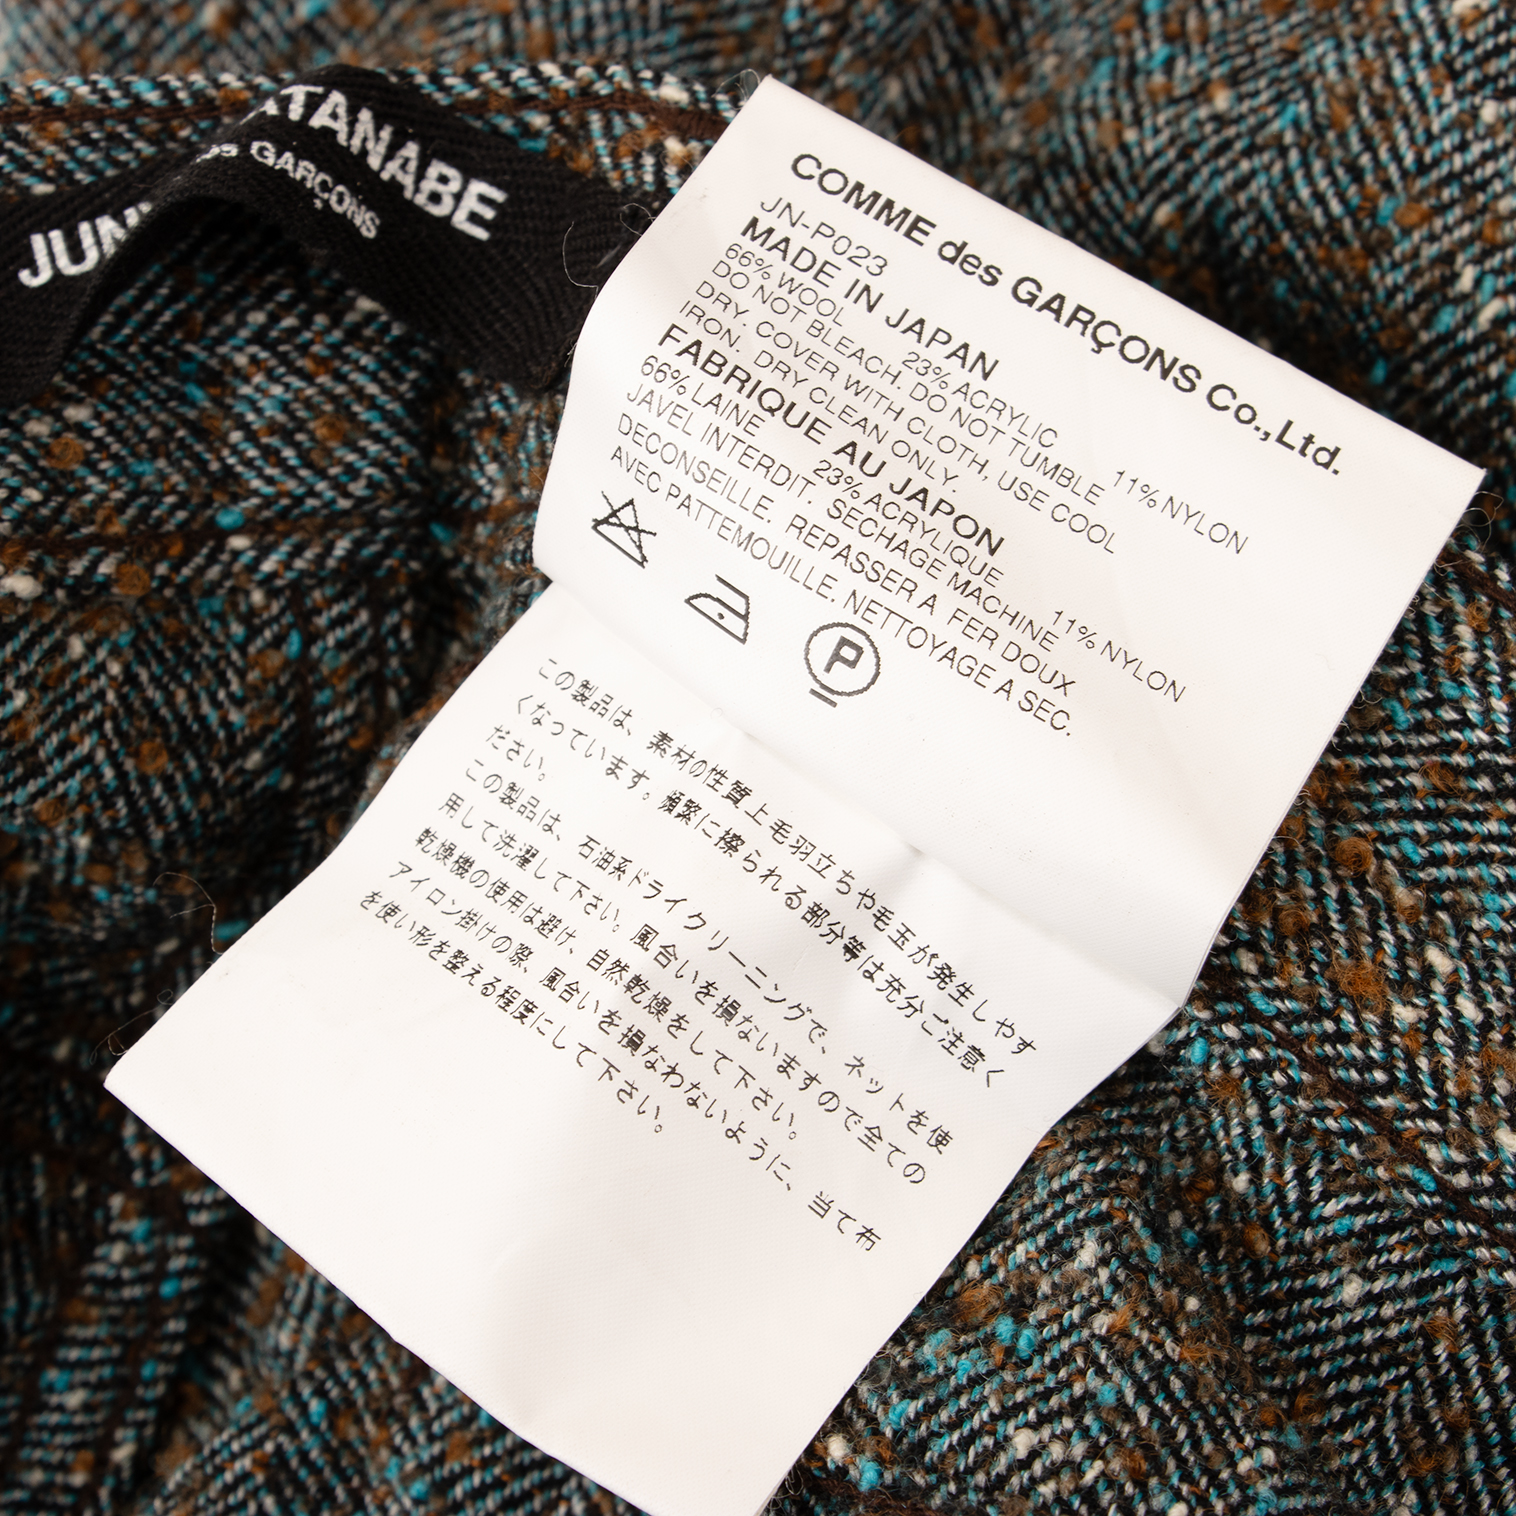 JUN ATANABE
des GARÇONS
COMME des GARÇONS Co.,Ltd.
JN-P023
MADE IN JAPAN
66% WOOL 23% ACRYLIC 11% NYLON
DO NOT BLEACH. DO NOT TUMBLE
DRY. COVER WITH CLOTH, USE COOL
IRON. DRY CLEAN ONLY.
FABRIQUE AU JAPON
66% LAINE 23% ACRYLIQUE 11% NYLON
JAVEL INTERDIT. SECHAGE MACHINE
DECONSEILLE. REPASSER A FER DOUX
AVEC PATTEMOUILLE. NETTOYAGE A SEC.
P
この製品は、素材の性質上毛羽立ちや毛玉が発生しやす
くなっています。頻繁に擦られる部分等は充分ご注意く
ださい。
この製品は、石油系ドライクリーニングで、ネットを使
用して洗濯して下さい。風合いを損ないますので全ての
乾燥機の使用は避け、自然乾燥をして下さい。
アイロン掛けの際、風合いを損なわないように、当て布
を使い形を整える程度にして下さい。